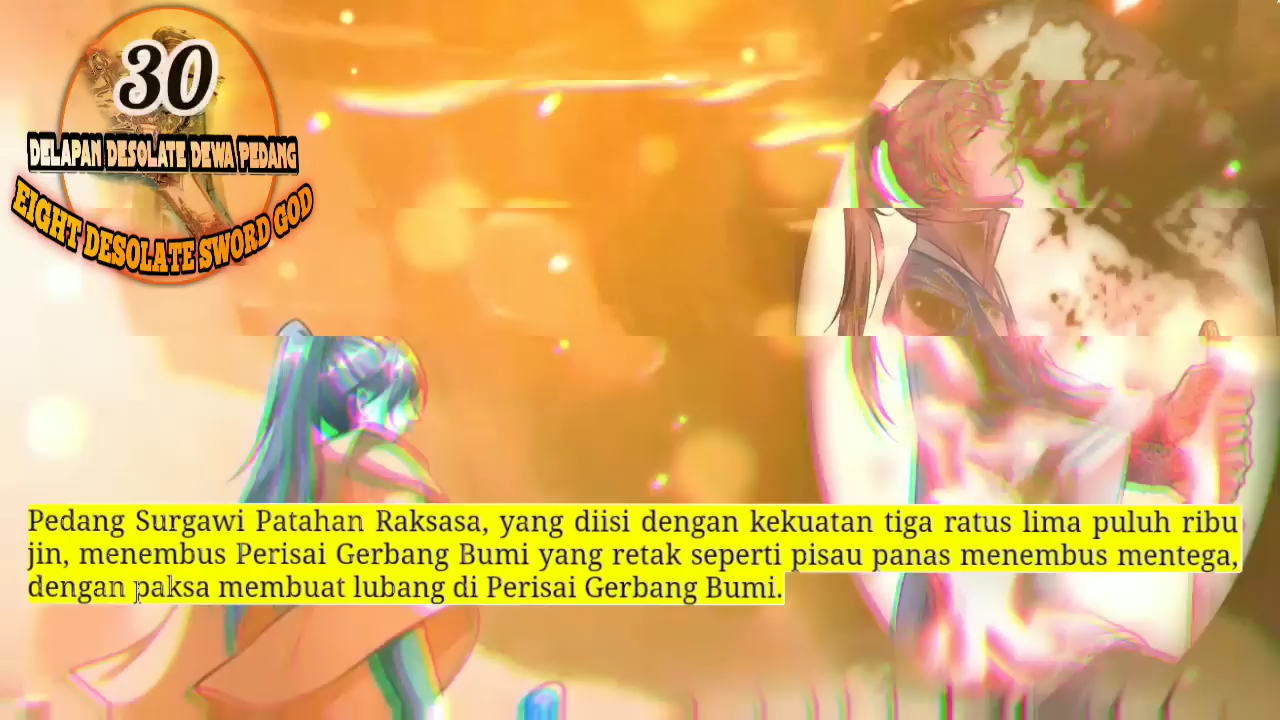 30
DELAPAN DESOLATE DEWA PEDANG
EIGHT DESOLATE SWORD GOD
Pedang Surgawi Patahan Raksasa, yang diisi dengan kekuatan tiga ratus lima puluh ribu
jin, menembus Perisai Gerbang Bumi yang retak seperti pisau panas menembus mentega,
dengan paksa membuat lubang di Perisai Gerbang Bumi.